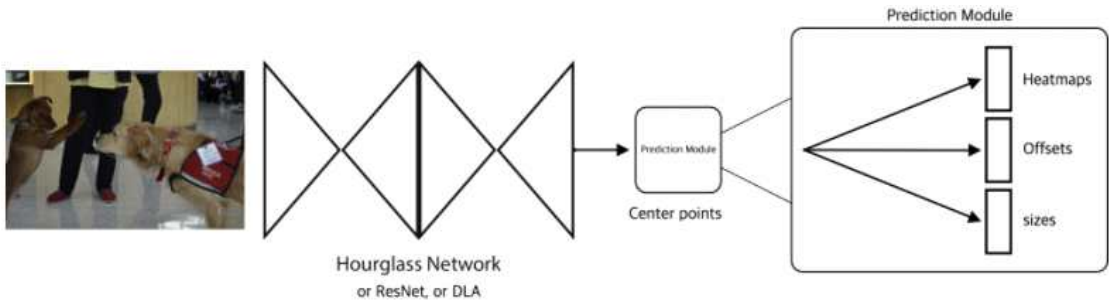 Prediction Module
Heatmaps
Prediction Module
Offsets
Center points
sizes
Hourglass Network
or ResNet, or DLA